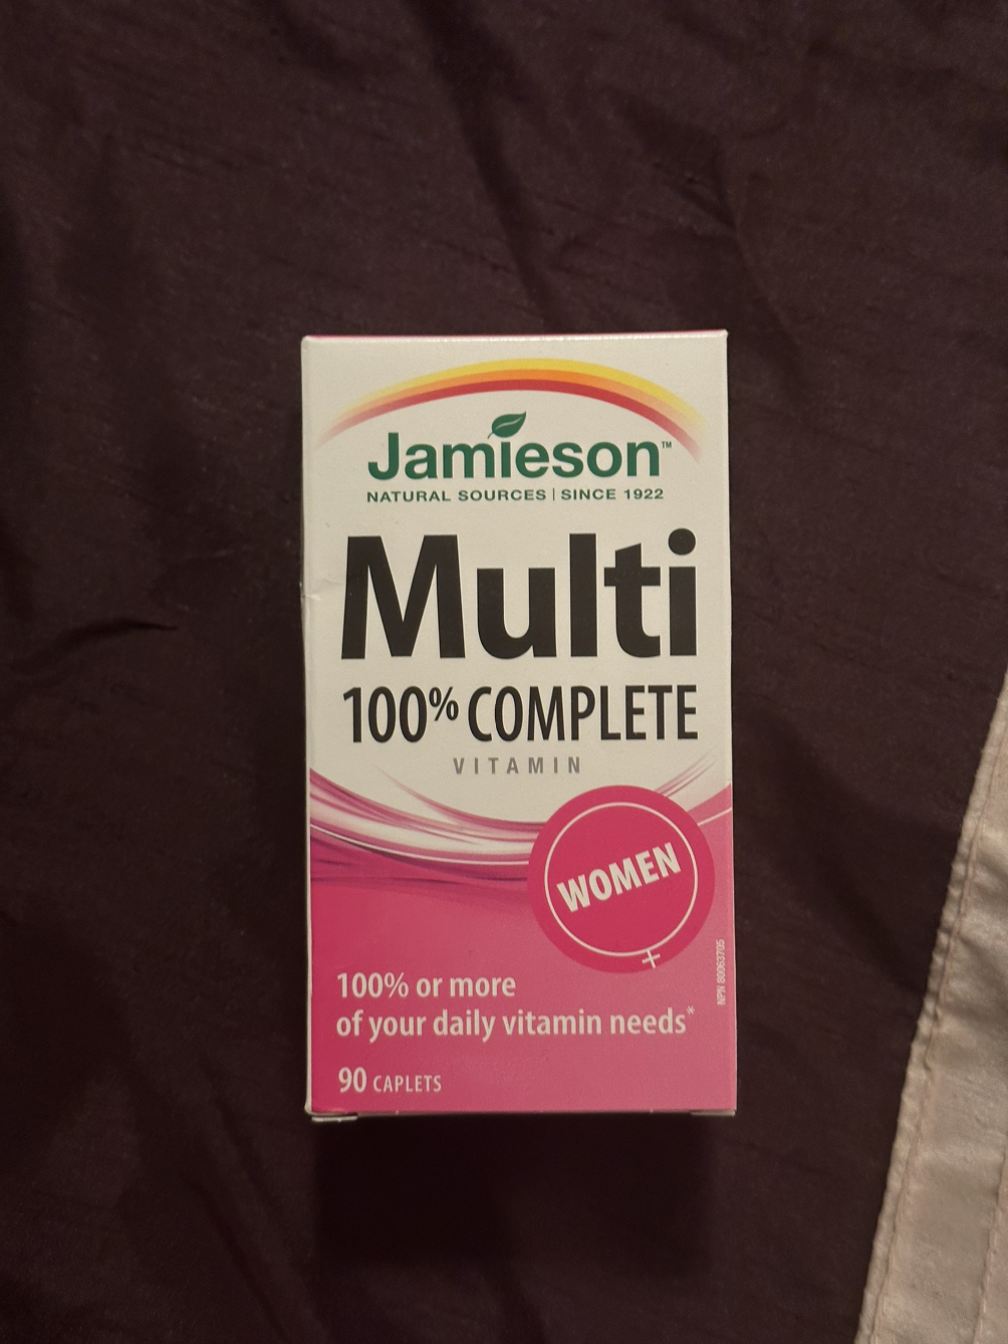 Jamieson™
NATURAL SOURCES | SINCE 1922
Multi
100% COMPLETE
VITAMIN
WOMEN
NPN 80063705
100% or more
of your daily vitamin needs*
90 CAPLETS